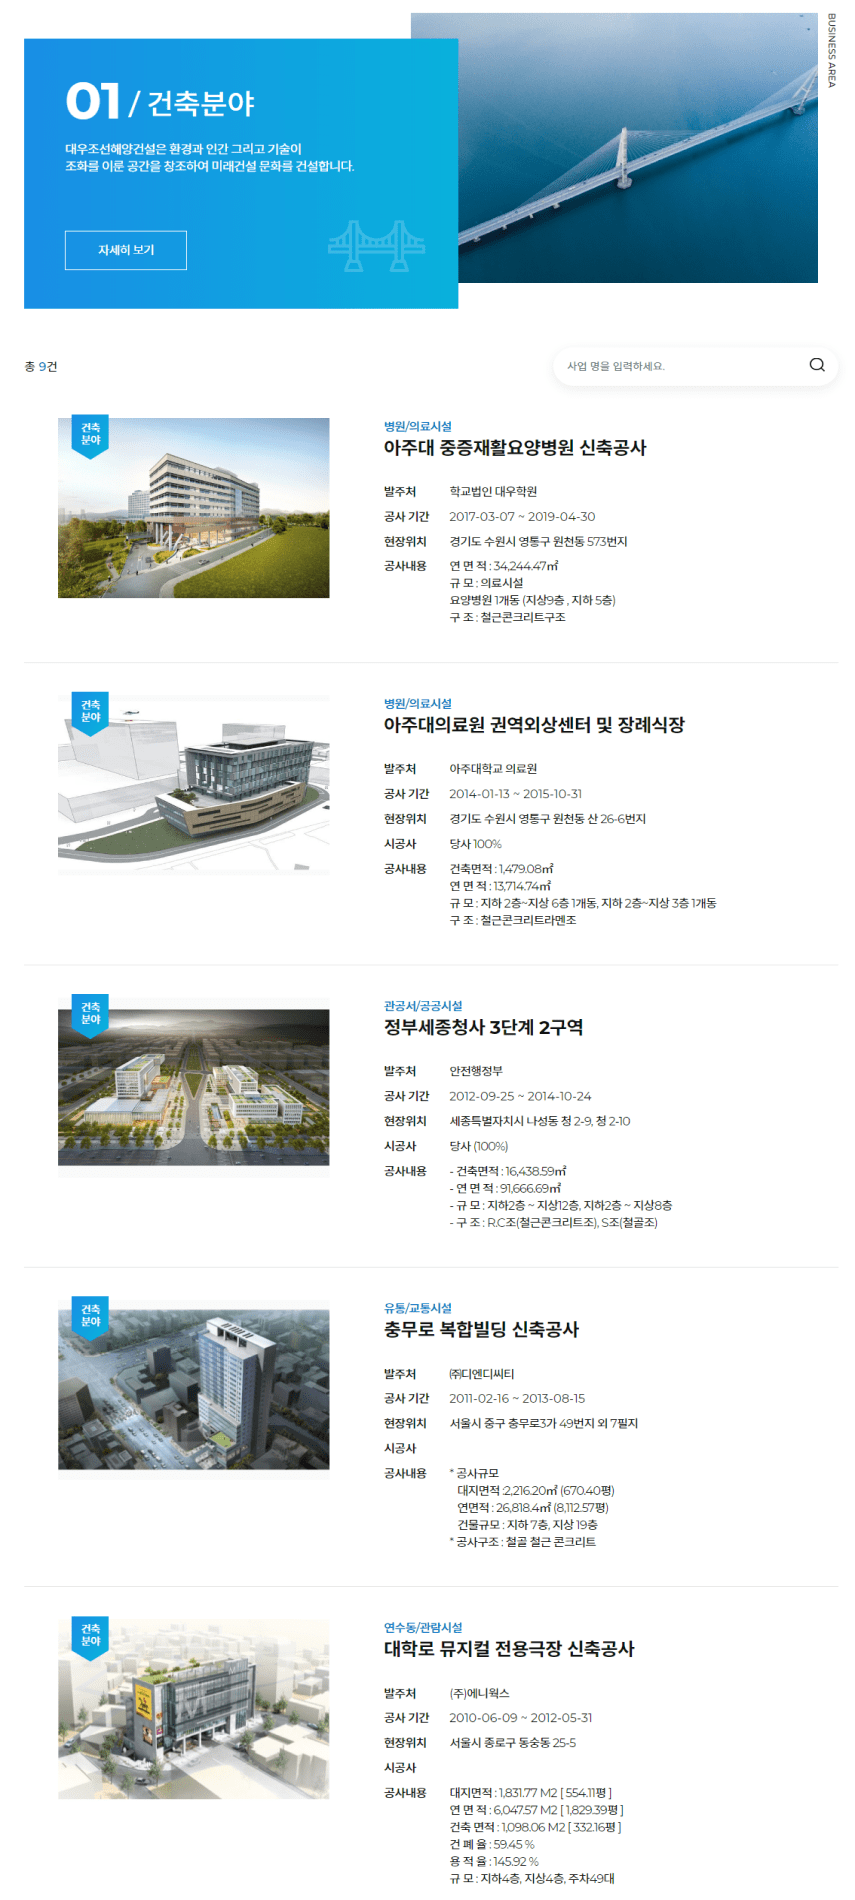 BUSINESS AREA
01 / 건축분야
대우조선해양건설은 환경과 인간 그리고 기술이
조화를 이룬 공간을 창조하여 미래건설 문화를 건설합니다.
자세히 보기
총 9건
사업 명을 입력하세요.
건축
분야
병원/의료시설
아주대 중증재활요양병원 신축공사
발주처 학교법인 대우학원
공사 기간 2017-03-07 ~ 2019-04-30
현장위치 경기도 수원시 영통구 원천동 573번지
공사내용 연 면 적 : 34,244.47㎡
규 모 : 의료시설
요양병원 1개동 (지상9층 , 지하 5층)
구 조 : 철근콘크리트구조
건축
분야
병원/의료시설
아주대의료원 권역외상센터 및 장례식장
발주처 아주대학교 의료원
공사 기간 2014-01-13 ~ 2015-10-31
현장위치 경기도 수원시 영통구 원천동 산 26-6번지
시공사 당사 100%
공사내용 건축면적 : 1,479.08㎡
연 면 적 : 13,714.74㎡
규 모 : 지하 2층~지상 6층 1개동, 지하 2층~지상 3층 1개동
구 조 : 철근콘크리트라멘조
건축
분야
관공서/공공시설
정부세종청사 3단계 2구역
발주처 안전행정부
공사 기간 2012-09-25 ~ 2014-10-24
현장위치 세종특별자치시 나성동 청 2-9, 청 2-10
시공사 당사 (100%)
공사내용 - 건축면적 : 16,438.59㎡
- 연 면 적 : 91,666.69㎡
- 규 모 : 지하2층 ~ 지상12층, 지하2층 ~ 지상8층
- 구 조 : R.C조(철근콘크리트조), S조(철골조)
건축
분야
유통/교통시설
충무로 복합빌딩 신축공사
발주처 ㈜디엔디씨티
공사 기간 2011-02-16 ~ 2013-08-15
현장위치 서울시 중구 충무로3가 49번지 외 7필지
시공사
공사내용 * 공사규모
대지면적 :2,216.20㎡ (670.40평)
연면적 : 26,818.4㎡ (8,112.57평)
건물규모 : 지하 7층, 지상 19층
* 공사구조 : 철골 철근 콘크리트
건축
분야
연수동/관람시설
대학로 뮤지컬 전용극장 신축공사
발주처 (주)에니웍스
공사 기간 2010-06-09 ~ 2012-05-31
현장위치 서울시 종로구 동숭동 25-5
시공사
공사내용 대지면적 : 1,831.77 M2 [ 554.11평 ]
연 면 적 : 6,047.57 M2 [ 1,829.39평 ]
건축 면적 : 1,098.06 M2 [ 332.16평 ]
건 폐 율 : 59.45 %
용 적 율 : 145.92 %
규 모 : 지하4층, 지상4층, 주차49대